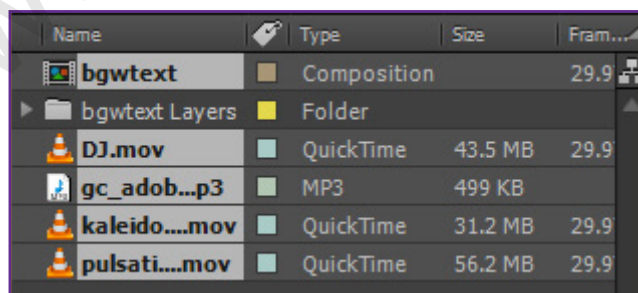 Name Type Size Fram...
bgwtext Composition 29.9
bgwtext Layers Folder
DJ.mov QuickTime 43.5 MB 29.9
gc_adob...p3 MP3 499 KB
kaleido....mov QuickTime 31.2 MB 29.9
pulsati....mov QuickTime 56.2 MB 29.9